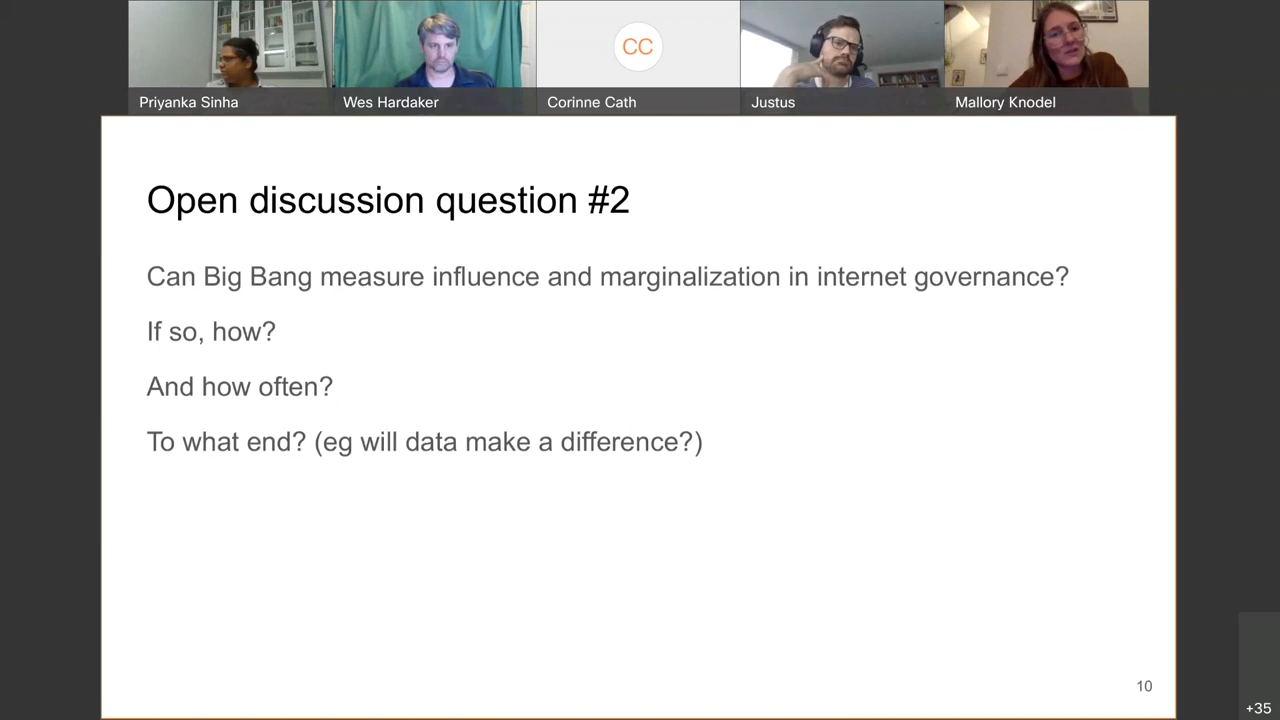 CC
Priyanka Sinha
Wes Hardaker
Corinne Cath
Justus
Mallory Knodel
Open discussion question #2
Can Big Bang measure influence and marginalization in internet governance?
If so, how?
And how often?
To what end? (eg will data make a difference?)
10
+35